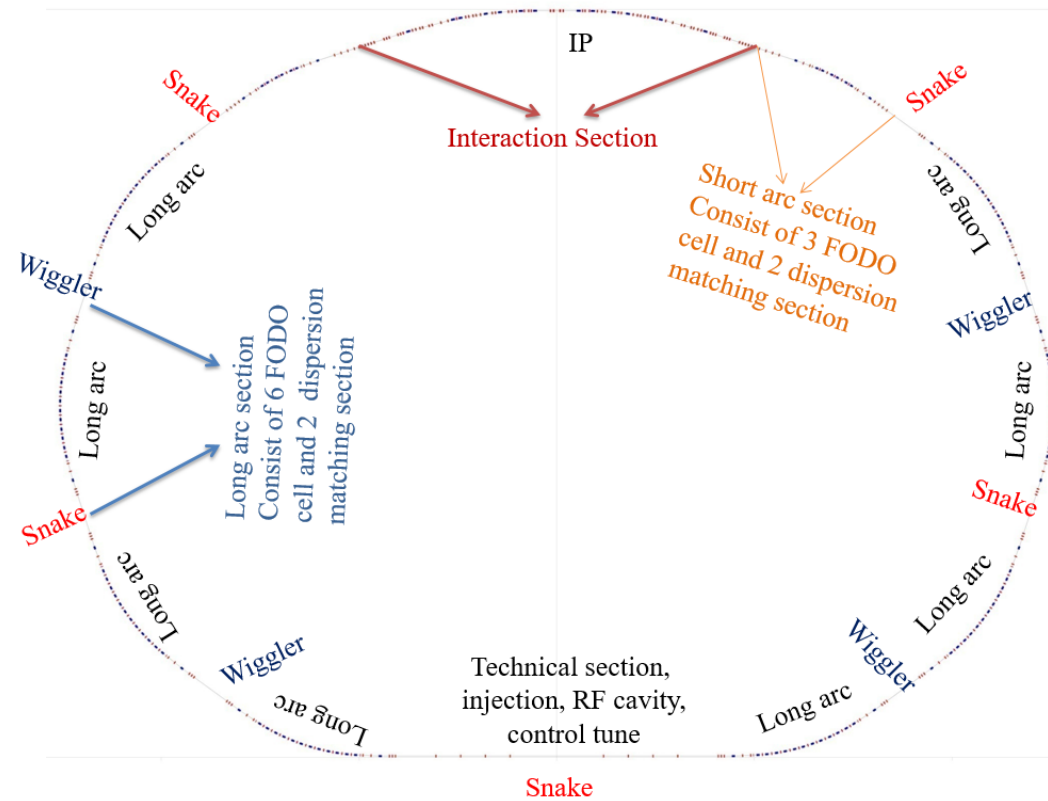 IP
Snake
Snake
Interaction Section
Long arc
Long arc
Short arc section
Consist of 3 FODO
cell and 2 dispersion
matching section
Wiggler
Wiggler
Long arc section
Consist of 6 FODO
cell and 2 dispersion
matching section
Long arc
Long arc
Snake
Snake
Long arc
Long arc
Wiggler
Wiggler
Technical section,
injection, RF cavity,
control tune
Long arc
Long arc
Snake